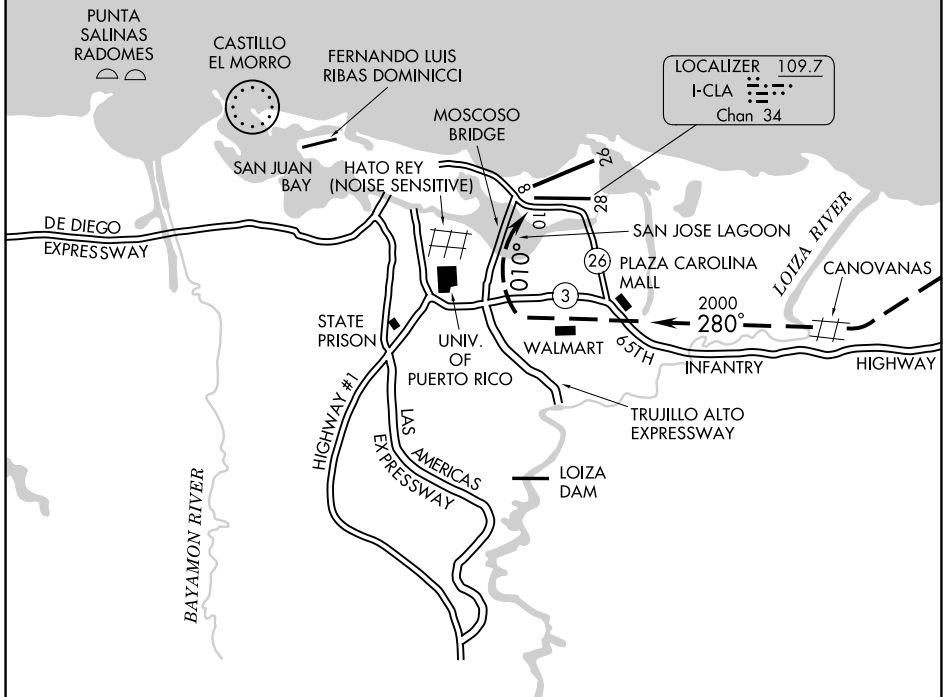 PUNTA
SALINAS
RADOMES
CASTILLO
EL MORRO
FERNANDO LUIS
RIBAS DOMINICCI
LOCALIZER 109.7
I-CLA
Chan 34
MOSCOSO
BRIDGE
SAN JUAN
BAY
HATO REY
(NOISE SENSITIVE)
8
26
10
28
DE DIEGO
EXPRESSWAY
SAN JOSE LAGOON
LOIZA RIVER
010°
26
PLAZA CAROLINA
MALL
CANOVANAS
3
2000
280°
STATE
PRISON
UNIV.
OF
PUERTO RICO
WALMART
65TH
INFANTRY
HIGHWAY
HIGHWAY #1
LAS
AMERICAS
EXPRESSWAY
TRUJILLO ALTO
EXPRESSWAY
LOIZA
DAM
BAYAMON RIVER